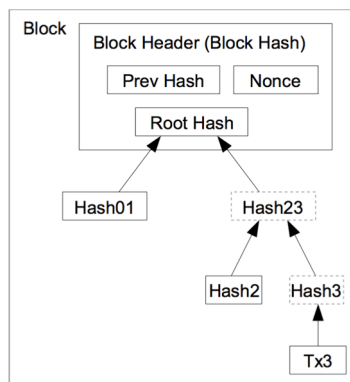 Block
Block Header (Block Hash)
Prev Hash
Nonce
Root Hash
Hash01
Hash23
Hash2
Hash3
Tx3